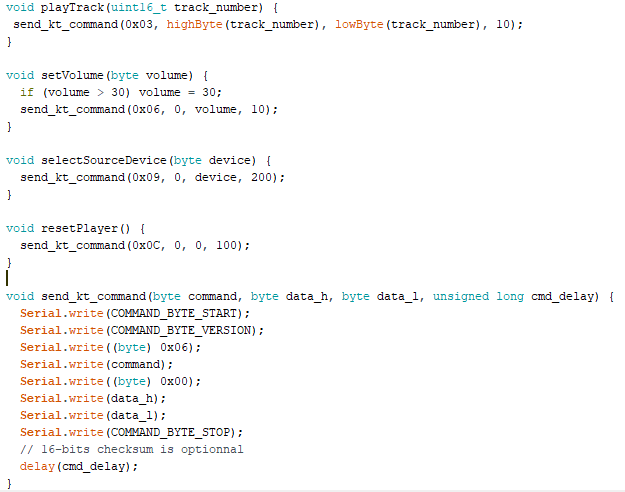 void playTrack(uint16_t track_number) {
send_kt_command(0x03, highByte(track_number), lowByte(track_number), 10);
}
void setVolume(byte volume) {
if (volume > 30) volume = 30;
send_kt_command(0x06, 0, volume, 10);
}
void selectSourceDevice(byte device) {
send_kt_command(0x09, 0, device, 200);
}
void resetPlayer() {
send_kt_command(0x0C, 0, 0, 100);
}
void send_kt_command(byte command, byte data_h, byte data_l, unsigned long cmd_delay) {
Serial.write(COMMAND_BYTE_START);
Serial.write(COMMAND_BYTE_VERSION);
Serial.write((byte) 0x06);
Serial.write(command);
Serial.write((byte) 0x00);
Serial.write(data_h);
Serial.write(data_l);
Serial.write(COMMAND_BYTE_STOP);
// 16-bits checksum is optionnal
delay(cmd_delay);
}